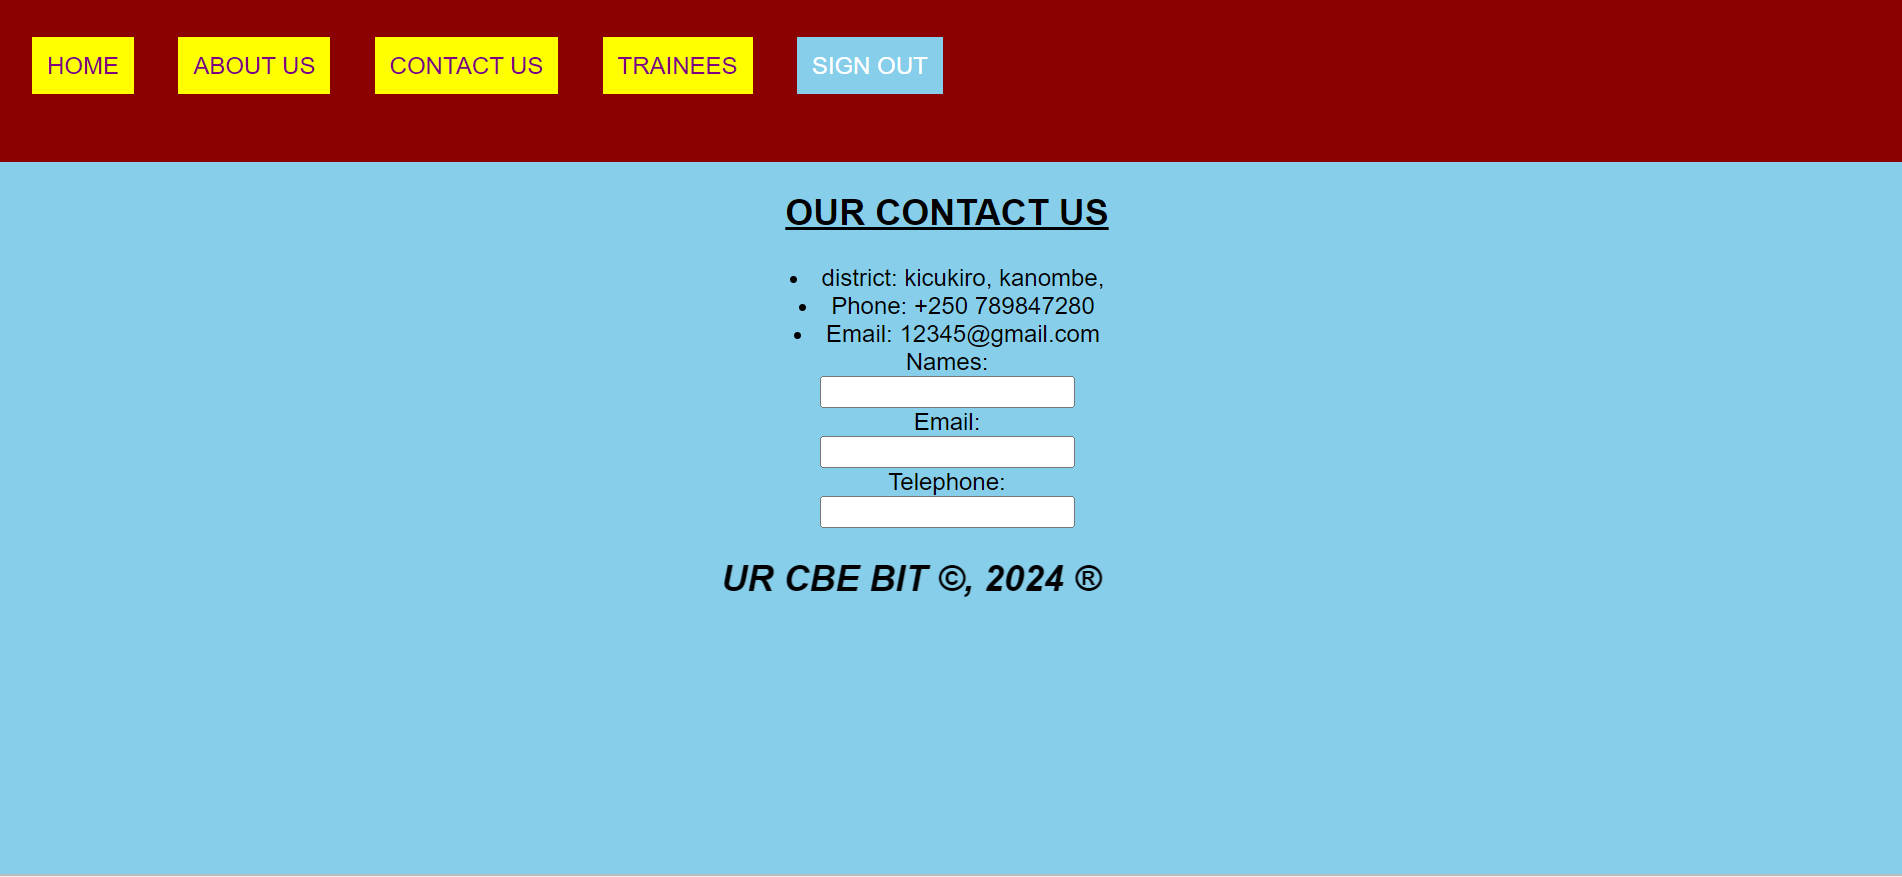 HOME ABOUT US CONTACT US TRAINEES SIGN OUT
OUR CONTACT US
• district: kicukiro, kanombe,
• Phone: +250 789847280
• Email: 12345@gmail.com
Names:
Email:
Telephone:
UR CBE BIT ©, 2024 ®